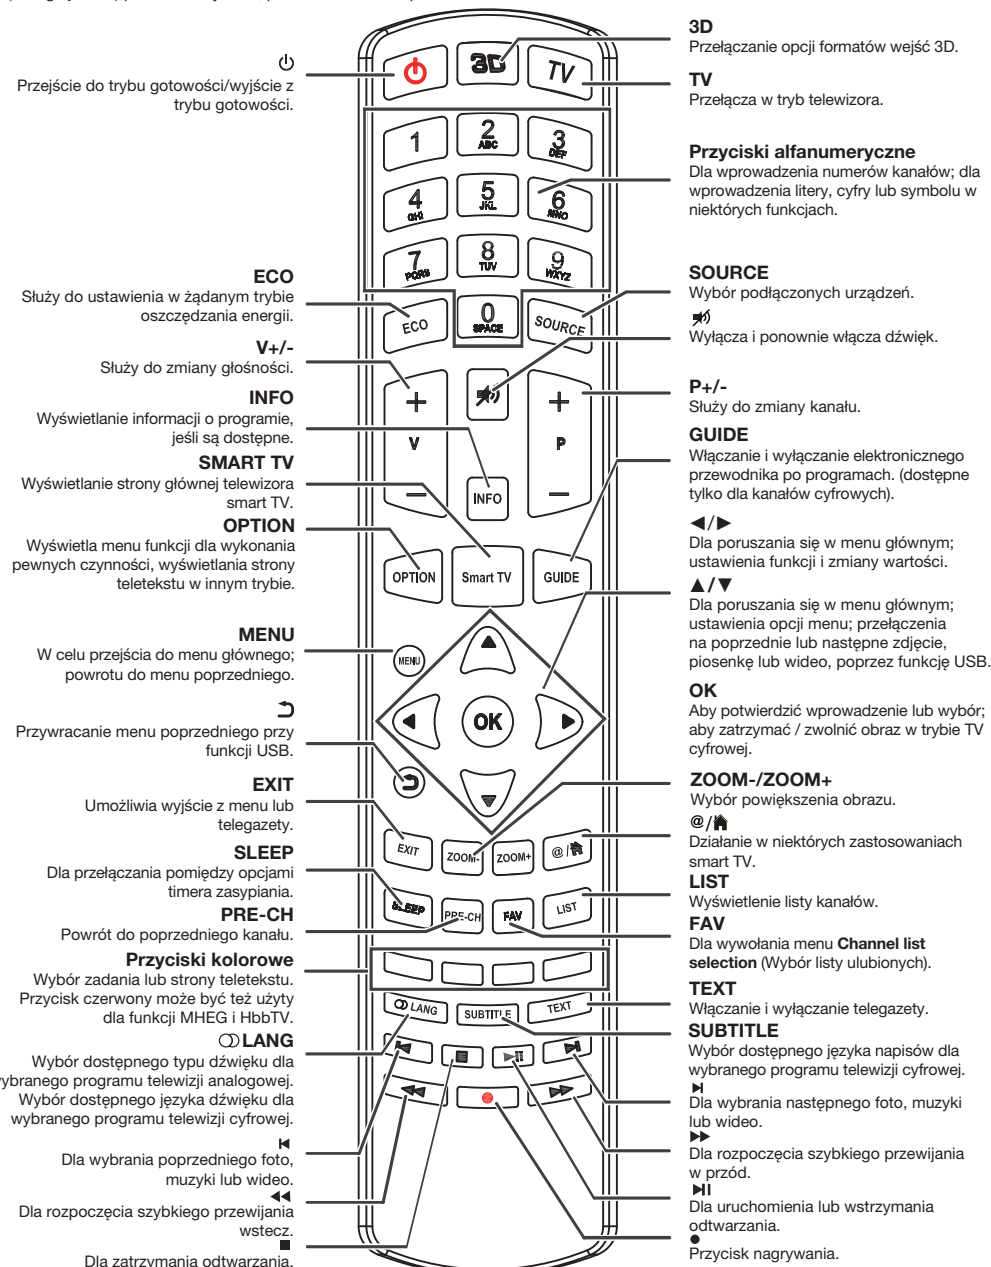 ⏻
Przejście do trybu gotowości/wyjście z
trybu gotowości.
ECO
Służy do ustawienia w żądanym trybie
oszczędzania energii.
V+/-
Służy do zmiany głośności.
INFO
Wyświetlanie informacji o programie,
jeśli są dostępne.
SMART TV
Wyświetlanie strony głównej telewizora
smart TV.
OPTION
Wyświetla menu funkcji dla wykonania
pewnych czynności, wyświetlania strony
teletekstu w innym trybie.
MENU
W celu przejścia do menu głównego;
powrotu do menu poprzedniego.
⮌
Przywracanie menu poprzedniego przy
funkcji USB.
EXIT
Umożliwia wyjście z menu lub
telegazety.
SLEEP
Dla przełączania pomiędzy opcjami
timera zasypiania.
PRE-CH
Powrót do poprzedniego kanału.
Przyciski kolorowe
Wybór zadania lub strony teletekstu.
Przycisk czerwony może być też użyty
dla funkcji MHEG i HbbTV.
LANG
Wybór dostępnego typu dźwięku dla
wybranego programu telewizji analogowej.
Wybór dostępnego języka dźwięku dla
wybranego programu telewizji cyfrowej.
Dla wybrania poprzedniego foto,
muzyki lub wideo.
◀◀
Dla rozpoczęcia szybkiego przewijania
wstecz.
■
Dla zatrzymania odtwarzania.
3D TV
1 2 ABC 3 DEF
4 GHI 5 JKL 6 MNO
7 PQRS 8 TUV 9 WXYZ
ECO 0 SPACE SOURCE
+ +
V P
— INFO —
OPTION Smart TV GUIDE
MENU
▲
◀ OK ▶
▼
EXIT ZOOM- ZOOM+ @/
SLEEP PRE-CH FAV LIST
LANG SUBTITLE TEXT
3D
Przełączanie opcji formatów wejść 3D.
TV
Przełącza w tryb telewizora.
Przyciski alfanumeryczne
Dla wprowadzenia numerów kanałów; dla
wprowadzenia litery, cyfry lub symbolu w
niektórych funkcjach.
SOURCE
Wybór podłączonych urządzeń.
Wyłącza i ponownie włącza dźwięk.
P+/-
Służy do zmiany kanału.
GUIDE
Włączanie i wyłączanie elektronicznego
przewodnika po programach. (dostępne
tylko dla kanałów cyfrowych).
◀/▶
Dla poruszania się w menu głównym;
ustawienia funkcji i zmiany wartości.
▲/▼
Dla poruszania się w menu głównym;
ustawienia opcji menu; przełączenia
na poprzednie lub następne zdjęcie,
piosenkę lub wideo, poprzez funkcję USB.
OK
Aby potwierdzić wprowadzenie lub wybór;
aby zatrzymać / zwolnić obraz w trybie TV
cyfrowej.
ZOOM-/ZOOM+
Wybór powiększenia obrazu.
@/
Działanie w niektórych zastosowaniach
smart TV.
LIST
Wyświetlenie listy kanałów.
FAV
Dla wywołania menu Channel list
selection (Wybór listy ulubionych).
TEXT
Włączanie i wyłączanie telegazety.
SUBTITLE
Wybór dostępnego języka napisów dla
wybranego programu telewizji cyfrowej.
Dla wybrania następnego foto, muzyki
lub wideo.
▶▶
Dla rozpoczęcia szybkiego przewijania
w przód.
Dla uruchomienia lub wstrzymania
odtwarzania.
●
Przycisk nagrywania.